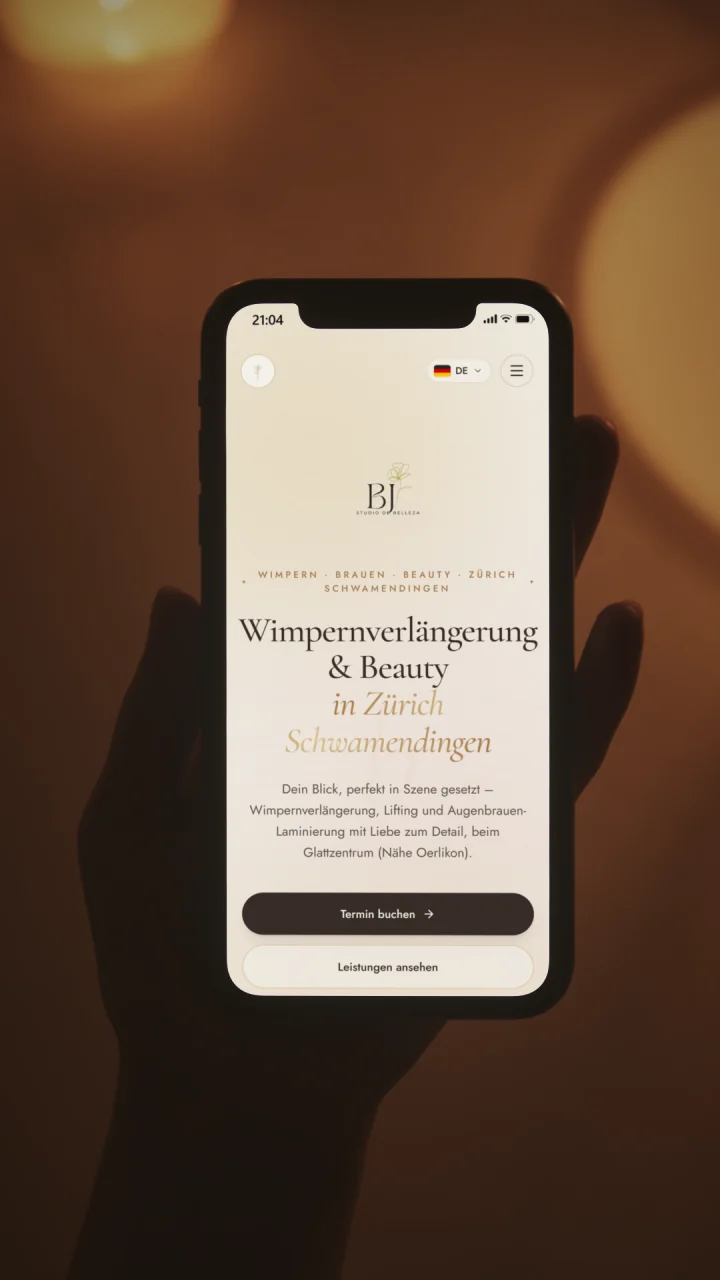 21:04
DE
BJ
STUDIO DE BELLEZA
WIMPERN · BRAUEN · BEAUTY · ZÜRICH
SCHWAMENDINGEN
Wimpernverlängerung
& Beauty
in Zürich
Schwamendingen
Dein Blick, perfekt in Szene gesetzt –
Wimpernverlängerung, Lifting und Augenbrauen-
Laminierung mit Liebe zum Detail, beim
Glattzentrum (Nähe Oerlikon).
Termin buchen →
Leistungen ansehen